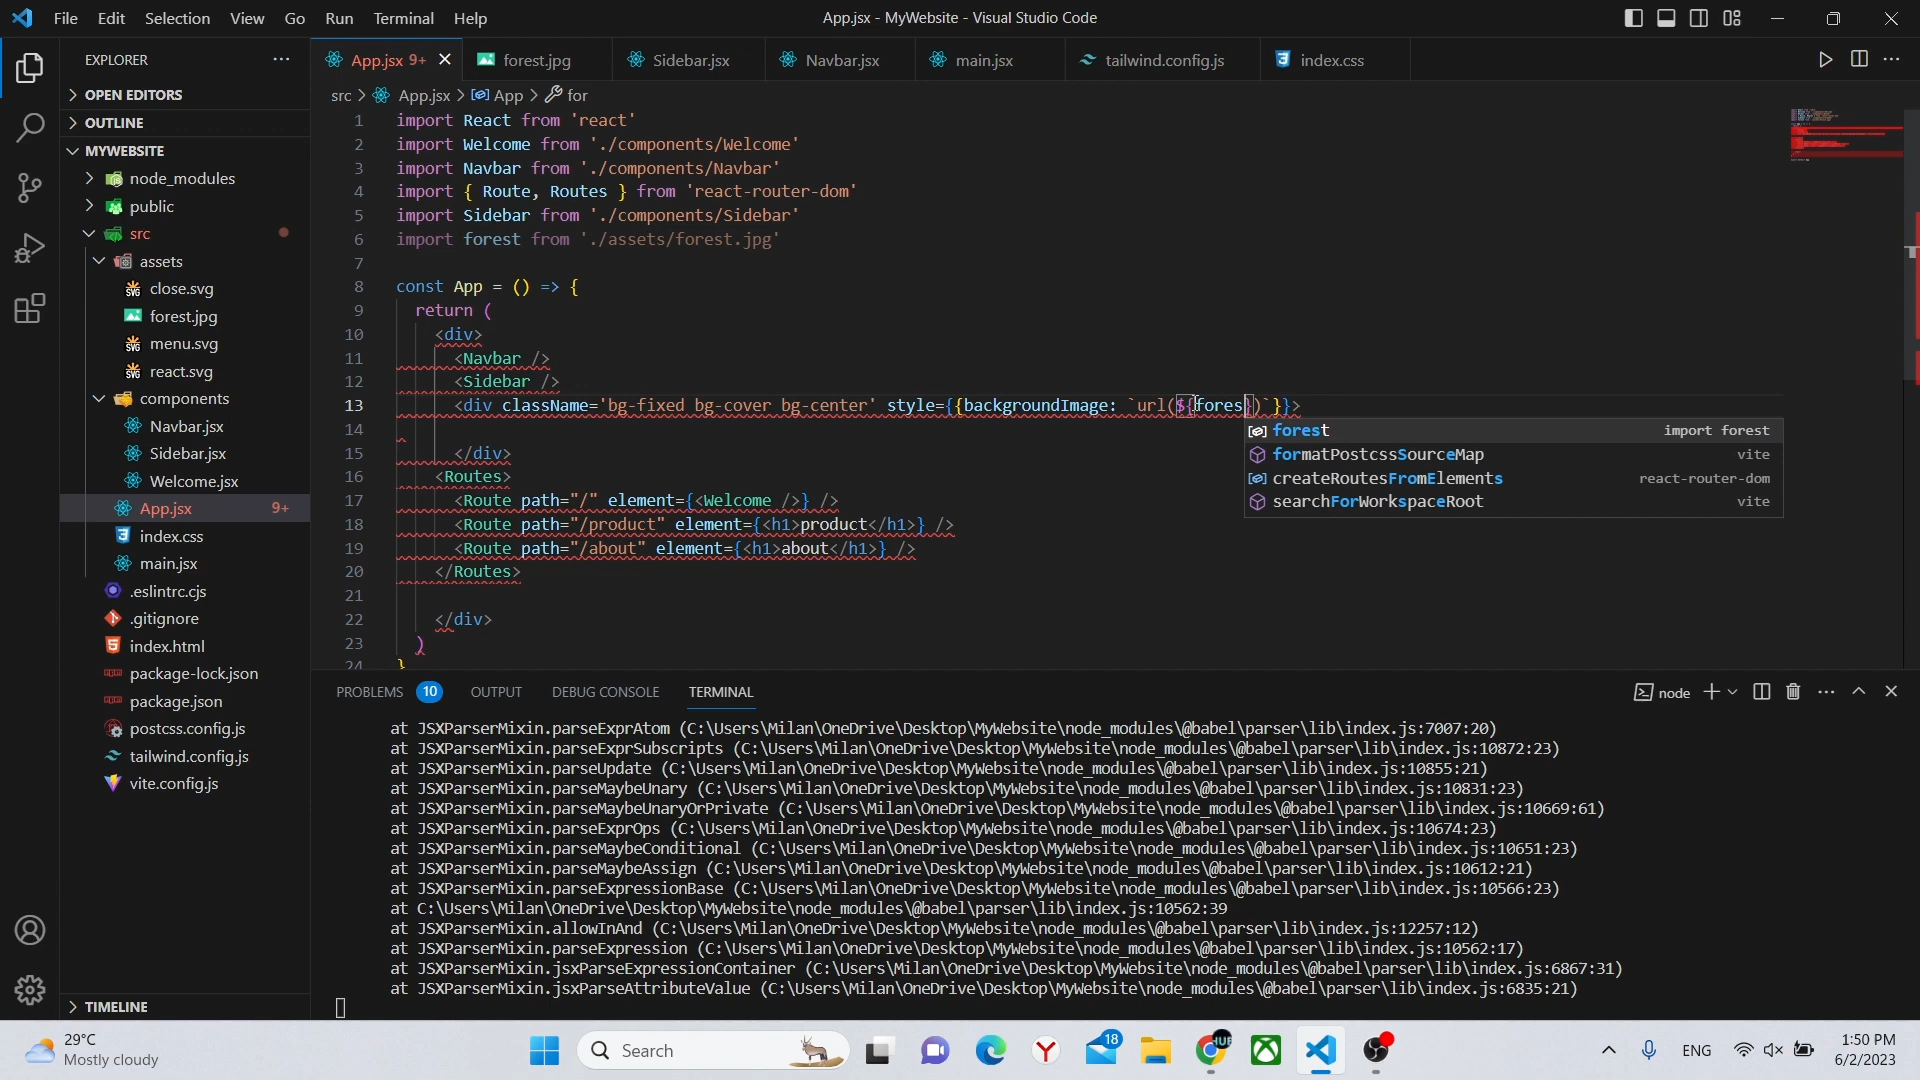 File Edit Selection View Go Run Terminal Help
App.jsx - MyWebsite - Visual Studio Code
EXPLORER
OPEN EDITORS
OUTLINE
MYWEBSITE
node_modules
public
src
assets
close.svg
forest.jpg
menu.svg
react.svg
components
Navbar.jsx
Sidebar.jsx
Welcome.jsx
App.jsx 9+
index.css
main.jsx
.eslintrc.cjs
.gitignore
index.html
package-lock.json
package.json
postcss.config.js
tailwind.config.js
vite.config.js
TIMELINE
App.jsx 9+ forest.jpg Sidebar.jsx Navbar.jsx main.jsx tailwind.config.js index.css
src > App.jsx > App > for
1 import React from 'react'
2 import Welcome from './components/Welcome'
3 import Navbar from './components/Navbar'
4 import { Route, Routes } from 'react-router-dom'
5 import Sidebar from './components/Sidebar'
6 import forest from './assets/forest.jpg'
7
8 const App = () => {
9 return (
10 <div>
11 <Navbar />
12 <Sidebar />
13 <div className='bg-fixed bg-cover bg-center' style={{backgroundImage: `url(${fores})`}}>
14
15 </div>
16 <Routes>
17 <Route path="/" element={<Welcome />} />
18 <Route path="/product" element={<h1>product</h1>} />
19 <Route path="/about" element={<h1>about</h1>} />
20 </Routes>
21
22 </div>
23 )
24 }
forest import forest
formatPostcssSourceMap vite
createRoutesFromElements react-router-dom
searchForWorkspaceRoot vite
PROBLEMS 10 OUTPUT DEBUG CONSOLE TERMINAL
node
at JSXParserMixin.parseExprAtom (C:\Users\Milan\OneDrive\Desktop\MyWebsite\node_modules\@babel\parser\lib\index.js:7007:20)
at JSXParserMixin.parseExprSubscripts (C:\Users\Milan\OneDrive\Desktop\MyWebsite\node_modules\@babel\parser\lib\index.js:10872:23)
at JSXParserMixin.parseUpdate (C:\Users\Milan\OneDrive\Desktop\MyWebsite\node_modules\@babel\parser\lib\index.js:10855:21)
at JSXParserMixin.parseMaybeUnary (C:\Users\Milan\OneDrive\Desktop\MyWebsite\node_modules\@babel\parser\lib\index.js:10831:23)
at JSXParserMixin.parseMaybeUnaryOrPrivate (C:\Users\Milan\OneDrive\Desktop\MyWebsite\node_modules\@babel\parser\lib\index.js:10669:61)
at JSXParserMixin.parseExprOps (C:\Users\Milan\OneDrive\Desktop\MyWebsite\node_modules\@babel\parser\lib\index.js:10674:23)
at JSXParserMixin.parseMaybeConditional (C:\Users\Milan\OneDrive\Desktop\MyWebsite\node_modules\@babel\parser\lib\index.js:10651:23)
at JSXParserMixin.parseMaybeAssign (C:\Users\Milan\OneDrive\Desktop\MyWebsite\node_modules\@babel\parser\lib\index.js:10612:21)
at JSXParserMixin.parseExpressionBase (C:\Users\Milan\OneDrive\Desktop\MyWebsite\node_modules\@babel\parser\lib\index.js:10566:23)
at C:\Users\Milan\OneDrive\Desktop\MyWebsite\node_modules\@babel\parser\lib\index.js:10562:39
at JSXParserMixin.allowInAnd (C:\Users\Milan\OneDrive\Desktop\MyWebsite\node_modules\@babel\parser\lib\index.js:12257:12)
at JSXParserMixin.parseExpression (C:\Users\Milan\OneDrive\Desktop\MyWebsite\node_modules\@babel\parser\lib\index.js:10562:17)
at JSXParserMixin.jsxParseExpressionContainer (C:\Users\Milan\OneDrive\Desktop\MyWebsite\node_modules\@babel\parser\lib\index.js:6867:31)
at JSXParserMixin.jsxParseAttributeValue (C:\Users\Milan\OneDrive\Desktop\MyWebsite\node_modules\@babel\parser\lib\index.js:6835:21)
29°C
Mostly cloudy
Search
18
HUB
ENG
1:50 PM
6/2/2023